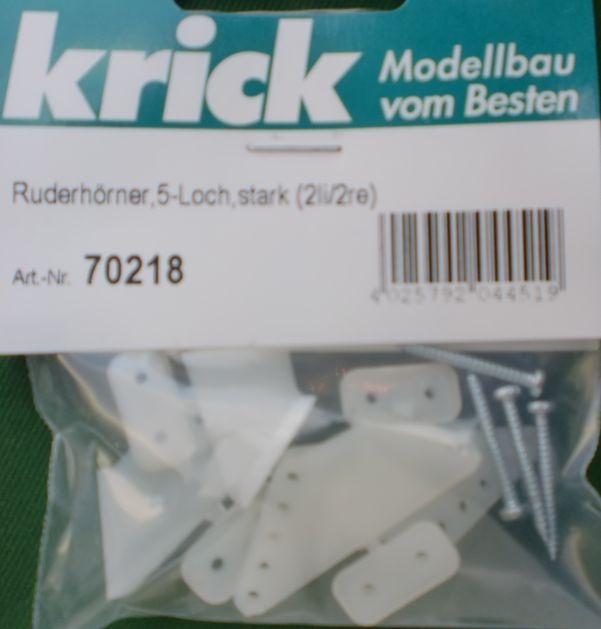 krick
Modellbau
vom Besten
Ruderhörner,5-Loch,stark (2li/2re)
Art.-Nr. 70218
4 025792 044519